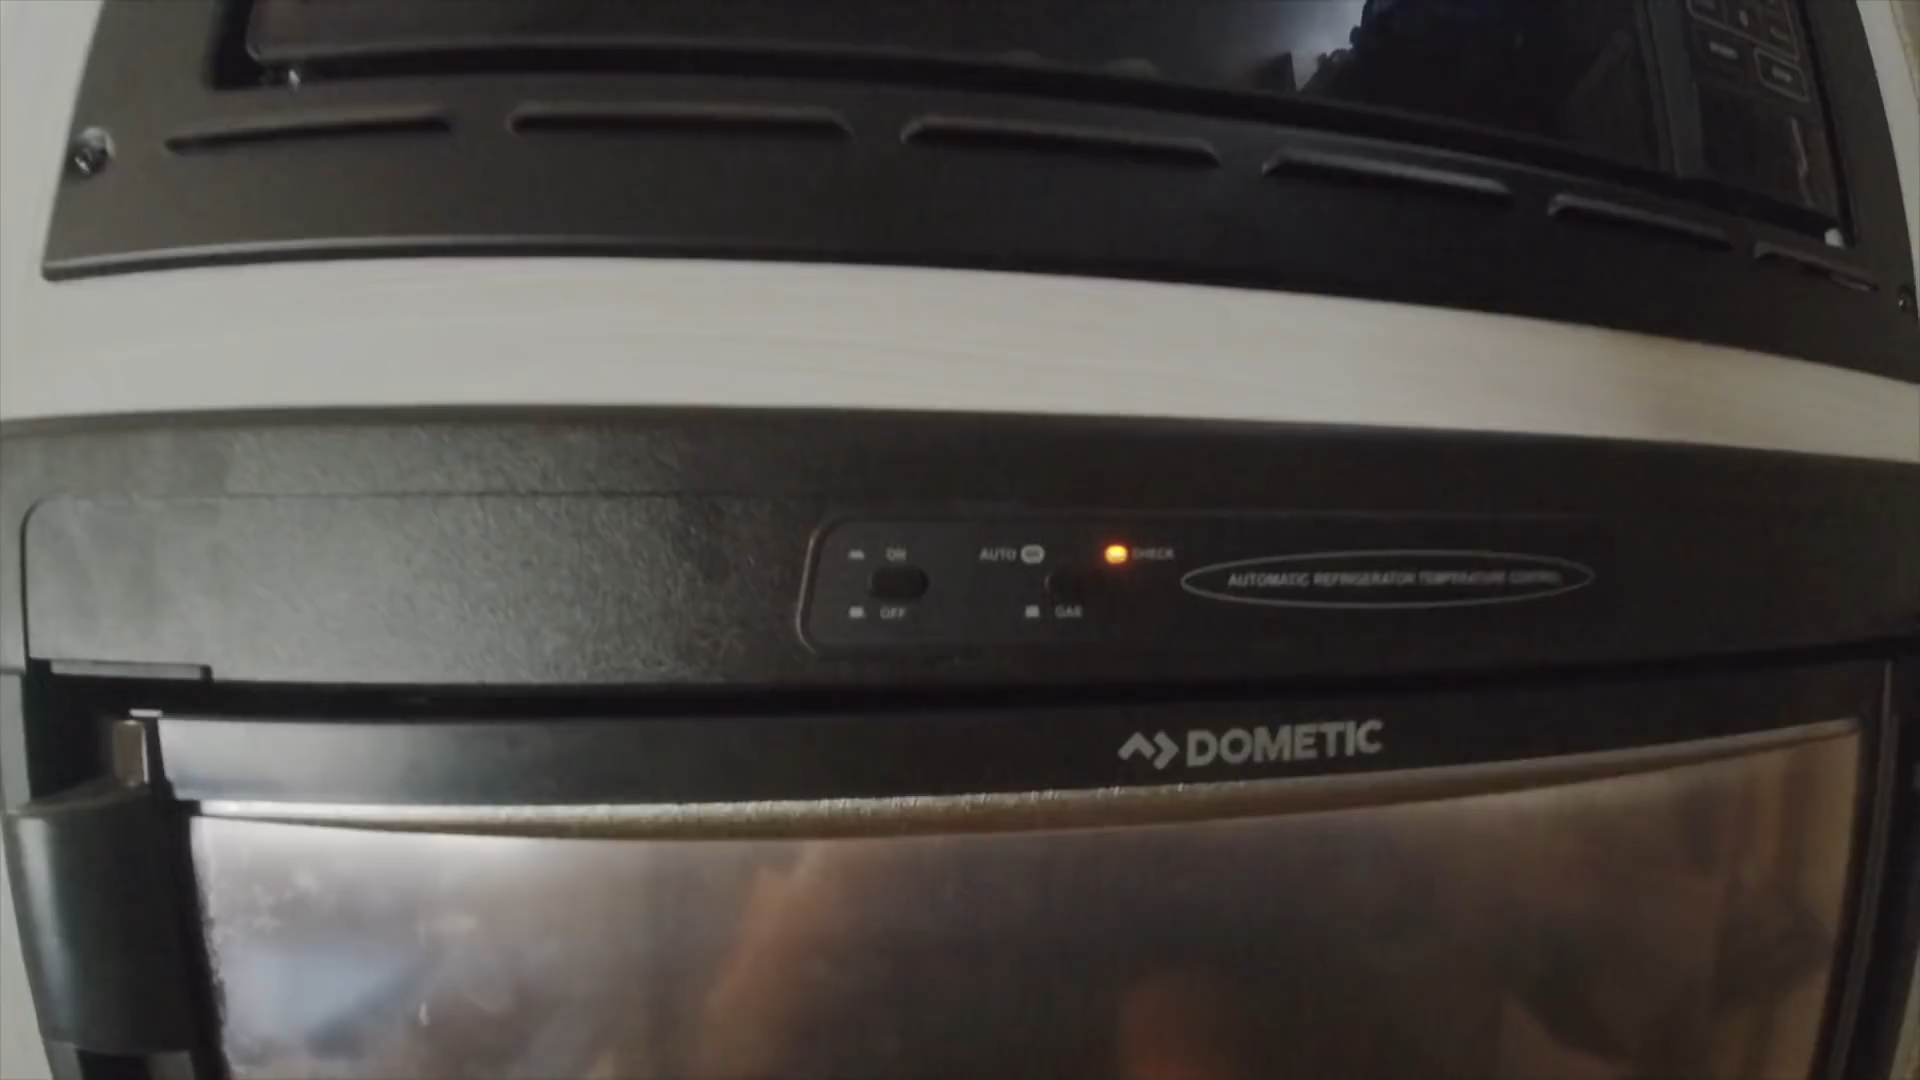 ON
AUTO
CHECK
AUTOMATIC REFRIGERATOR TEMPERATURE CONTROL
OFF
GAS
DOMETIC